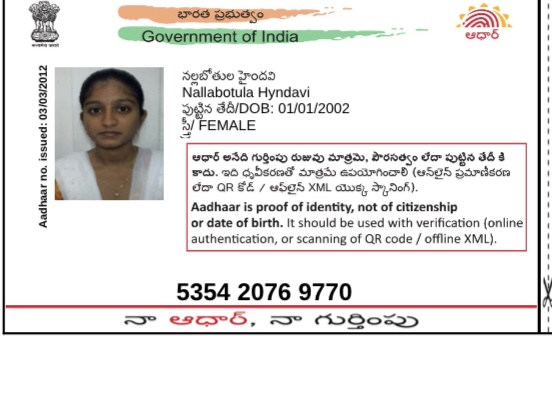 భారత ప్రభుత్వం
Government of India
ఆధార్
Aadhaar no. issued: 03/03/2012
నల్లబోతుల హైందవి
Nallabotula Hyndavi
పుట్టిన తేదీ/DOB: 01/01/2002
స్త్రీ/ FEMALE
ఆధార్ అనేది గుర్తింపు రుజువు మాత్రమె, పౌరసత్వం లేదా పుట్టిన తేదీ కి
కాదు. ఇది ధృవీకరణతో మాత్రమే ఉపయోగించాలి (ఆన్‌లైన్ ప్రమాణీకరణ
లేదా QR కోడ్ / ఆఫ్‌లైన్ XML యొక్క స్కానింగ్).
Aadhaar is proof of identity, not of citizenship
or date of birth. It should be used with verification (online
authentication, or scanning of QR code / offline XML).
5354 2076 9770
నా ఆధార్, నా గుర్తింపు